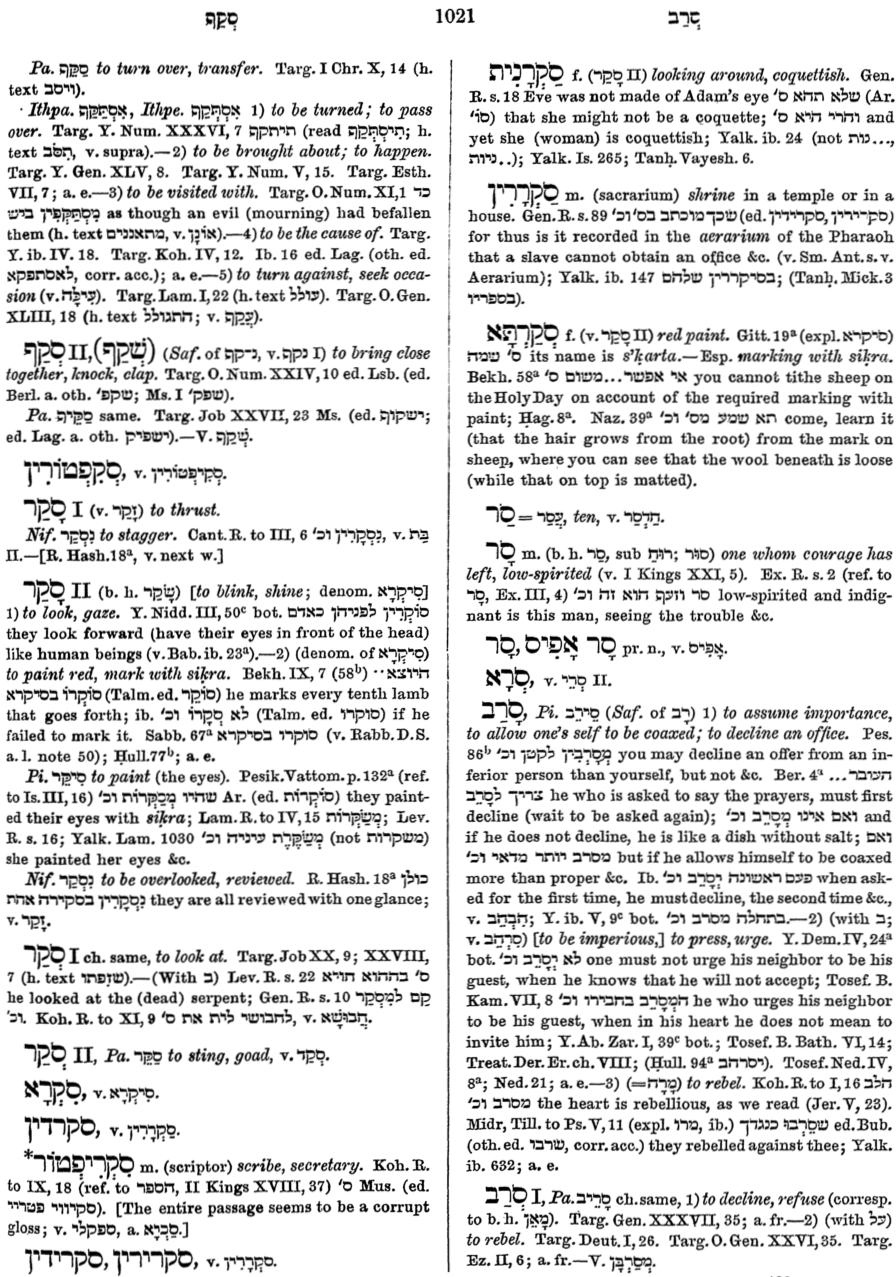 סְקַף 1021 סְרַב
Pa. סַקֵּף to turn over, transfer. Targ. I Chr. X, 14 (h.
text ויסב).
Ithpa. אִסְתַּקַּף, Ithpe. אִסְתְּקֵף 1) to be turned; to pass
over. Targ. Y. Num. XXXVI, 7 תיתקף (read תִּיסְתְּקֵף; h.
text תִסֹּב, v. supra).—2) to be brought about; to happen.
Targ. Y. Gen. XLV, 8. Targ. Y. Num. V, 15. Targ. Esth.
VII, 7; a. e.—3) to be visited with. Targ. O. Num. XI, 1 כד
מִסְתַּקְּפִין ביש as though an evil (mourning) had befallen
them (h. text מתאננים, v. אוֹנֵן).—4) to be the cause of. Targ.
Y. ib. IV. 18. Targ. Koh. IV, 12. Ib. 16 ed. Lag. (oth. ed.
לאסתפקא, corr. acc.); a. e.—5) to turn against, seek occa-
sion (v. עִילָּה). Targ. Lam. I, 22 (h. text עולל). Targ. O. Gen.
XLIII, 18 (h. text התגולל; v. עֲקַף).
סְקַף II, (שְׁקַף) (Saf. of נ־קף, v. נְקַף I) to bring close
together, knock, clap. Targ. O. Num. XXIV, 10 ed. Lsb. (ed.
Berl. a. oth. שקפ׳; Ms. I שפק׳).
Pa. סַקֵּיף same. Targ. Job XXVII, 23 Ms. (ed. ישקוף;
ed. Lag. a. oth. ישפיק).—V. שְׁקַף.
סְקִפְטוֹרִין, v. סְקִיפְּטוֹרִין.
סָקַר I (v. זָקַר) to thrust.
Nif. נִסְקַר to stagger. Cant. R. to III, 6 נִסְקָרִין וכ׳, v. בַּת
II.—[R. Hash. 18ᵃ, v. next w.]
סָקַר II (b. h. שָׂקַר) [to blink, shine; denom. סִיקְרָא]
1) to look, gaze. Y. Nidd. III, 50ᶜ bot. סוֹקְרִין לפניהן כאדם
they look forward (have their eyes in front of the head)
like human beings (v. Bab. ib. 23ᵃ).—2) (denom. of סִיקְרָא)
to paint red, mark with siḳra. Bekh. IX, 7 (58ᵇ) היוצא..
סוֹקְרוֹ בסיקרא (Talm. ed. סוֹקֵר) he marks every tenth lamb
that goes forth; ib. לא סְקָרוֹ וכ׳ (Talm. ed. סוקרו) if he
failed to mark it. Sabb. 67ᵃ סוקרו בסיקרא (v. Rabb. D. S.
a. l. note 50); Ḥull. 77ᵇ; a. e.
Pi. סִיקֵּר to paint (the eyes). Pesik. Vattom. p. 132ᵃ (ref.
to Is. III, 16) שהיו מְסַקְּרוֹת וכ׳ Ar. (ed. סוֹקְרוֹת) they paint-
ed their eyes with siḳra; Lam. R. to IV, 15 מְשַׂקְּרוֹת; Lev.
R. s. 16; Yalk. Lam. 1030 מְשַׂקֶּרֶת עיניה וכ׳ (not משקרות)
she painted her eyes &c.
Nif. נִסְקַר to be overlooked, reviewed. R. Hash. 18ᵃ כולן
נִסְקָרִין בסקירה אחת they are all reviewed with one glance;
v. זָקַר.
סְקַר I ch. same, to look at. Targ. Job XX, 9; XXVIII,
7 (h. text שזפתו).—(With ב) Lev. R. s. 22 ס׳ בההוא חויא
he looked at the (dead) serpent; Gen. R. s. 10 קם לִמְסְקַר
וכ׳. Koh. R. to XI, 9 לחבושי לית את ס׳, v. חֲבוּשָׁא.
סְקַר II, Pa. סַקֵּר to sting, goad, v. סְקַד.
סִקְרָא, v. סִיקְרָא.
סקרדין, v. סַקְרָרִין.
*סִקְרִיפְּטוֹר m. (scriptor) scribe, secretary. Koh. R.
to IX, 18 (ref. to הספר, II Kings XVIII, 37) ס׳ Mus. (ed.
סקיווי פטריי). [The entire passage seems to be a corrupt
gloss; v. ספקלי, a. סַכְּיָא.]
סקרירין, סקרידין, v. סַקְרָרִין.
סַקְרָנִית f. (סָקַר II) looking around, coquettish. Gen.
R. s. 18 Eve was not made of Adam's eye שלא תהא ס׳ (Ar.
סוֹ׳) that she might not be a coquette; והרי היא ס׳ and
yet she (woman) is coquettish; Yalk. ib. 24 (not נות...,
ניות..); Yalk. Is. 265; Tanḥ. Vayesh. 6.
סַקְרָרִין m. (sacrarium) shrine in a temple or in a
house. Gen. R. s. 89 שכך מוכתב בס׳ וכ׳ (ed. סקרירין, סקרידין)
for thus is it recorded in the aerarium of the Pharaoh
that a slave cannot obtain an office &c. (v. Sm. Ant. s. v.
Aerarium); Yalk. ib. 147 בסיקרדין שלהם; (Tanḥ. Mick. 3
בספריו).
סְקַרְתָּא f. (v. סָקַר II) red paint. Gitt. 19ᵃ (expl. סיקרא)
ס׳ שמה its name is s'ḳarta.—Esp. marking with siḳra.
Bekh. 58ᵃ אי אפשר... משום ס׳ you cannot tithe sheep on
the Holy Day on account of the required marking with
paint; Ḥag. 8ᵃ. Naz. 39ᵃ תא שמע מס׳ וכ׳ come, learn it
(that the hair grows from the root) from the mark on
sheep, where you can see that the wool beneath is loose
(while that on top is matted).
סַר = עֲסַר, ten, v. חַדְסַר.
סָר m. (b. h. סַר, sub רוּחַ; סור) one whom courage has
left, low-spirited (v. I Kings XXI, 5). Ex. R. s. 2 (ref. to
סָר, Ex. III, 4) סר וזעף הוא זה וכ׳ low-spirited and indig-
nant is this man, seeing the trouble &c.
סָר, סָר אָפִיִס pr. n., v. אָפִיס.
סְרָא, v. סְרֵי II.
סָרַב, Pi. סֵירֵב (Saf. of רַב) 1) to assume importance,
to allow one's self to be coaxed; to decline an office. Pes.
86ᵇ מְסָרְבִין לקטן וכ׳ you may decline an offer from an in-
ferior person than yourself, but not &c. Ber. 4ᵃ העובר...
צריך לְסָרֵב he who is asked to say the prayers, must first
decline (wait to be asked again); ואם אינו מְסָרֵב וכ׳ and
if he does not decline, he is like a dish without salt; ואם
מסרב יותר מדאי וכ׳ but if he allows himself to be coaxed
more than proper &c. Ib. פעם ראשונה יְסָרֵב וכ׳ when ask-
ed for the first time, he must decline, the second time &c.,
v. הִבְהֵב; Y. ib. V, 9ᶜ bot. בתחלה מסרב וכ׳.—2) (with ב;
v. סִרְהֵב) [to be imperious,] to press, urge. Y. Dem. IV, 24ᵃ
bot. לא יְסָרֵב וכ׳ one must not urge his neighbor to be his
guest, when he knows that he will not accept; Tosef. B.
Kam. VII, 8 הַמְסָרֵב בחבירו וכ׳ he who urges his neighbor
to be his guest, when in his heart he does not mean to
invite him; Y. Ab. Zar. I, 39ᶜ bot.; Tosef. B. Bath. VI, 14;
Treat. Der. Er. ch. VIII; (Ḥull. 94ᵃ יסרהב). Tosef. Ned. IV,
8ᵃ; Ned. 21; a. e.—3) (=מָרָה) to rebel. Koh. R. to I, 16 הלב
מסרב וכ׳ the heart is rebellious, as we read (Jer. V, 23).
Midr, Till. to Ps. V, 11 (expl. מרו, ib.) שסֵּרְבוּ כנגדך ed. Bub.
(oth. ed. שרבו, corr. acc.) they rebelled against thee; Yalk.
ib. 632; a. e.
סְרַב I, Pa. סָרֵיב ch. same, 1) to decline, refuse (corresp.
to b. h. מָאֵן). Targ. Gen. XXXVII, 35; a. fr.—2) (with על)
to rebel. Targ. Deut. I, 26. Targ. O. Gen. XXVI, 35. Targ.
Ez. II, 6; a. fr.—V. מְסָרְבָן.